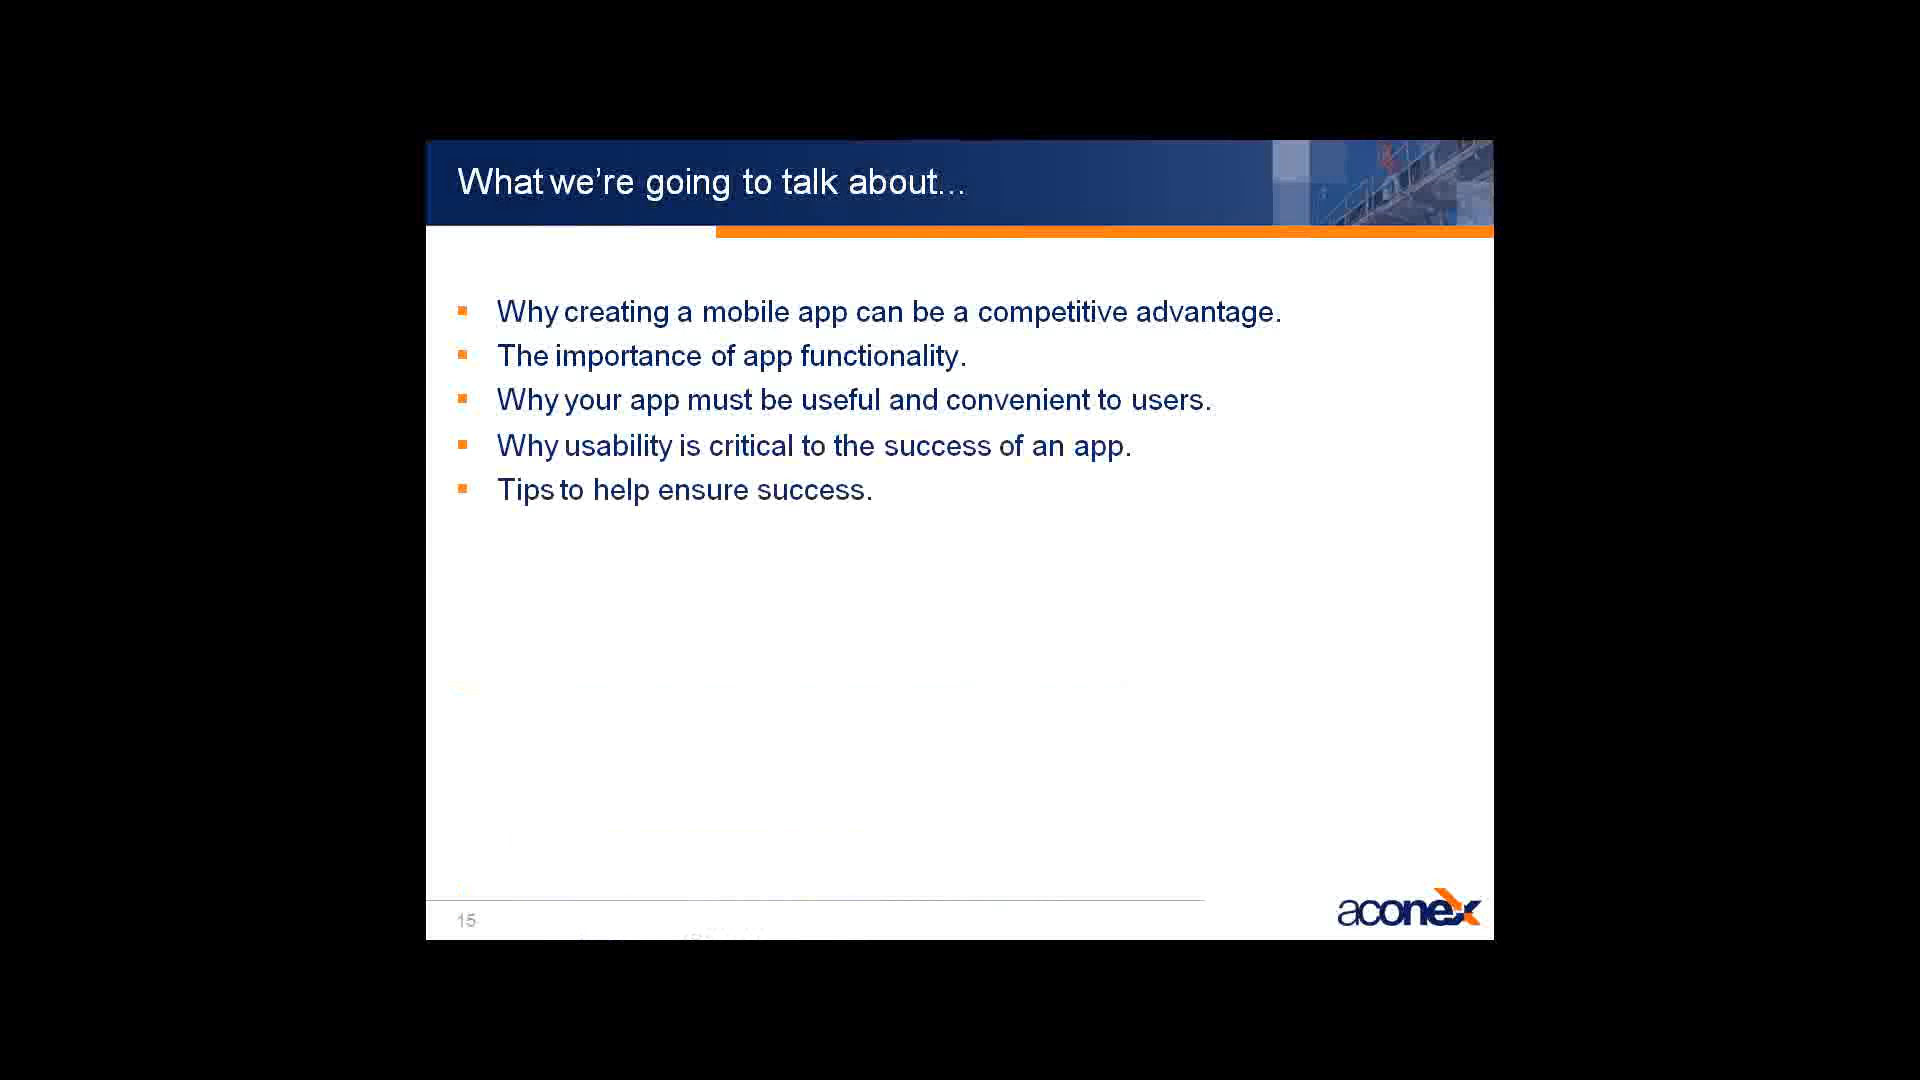 What we’re going to talk about...
Why creating a mobile app can be a competitive advantage.
The importance of app functionality.
Why your app must be useful and convenient to users.
Why usability is critical to the success of an app.
Tips to help ensure success.
15
aconex